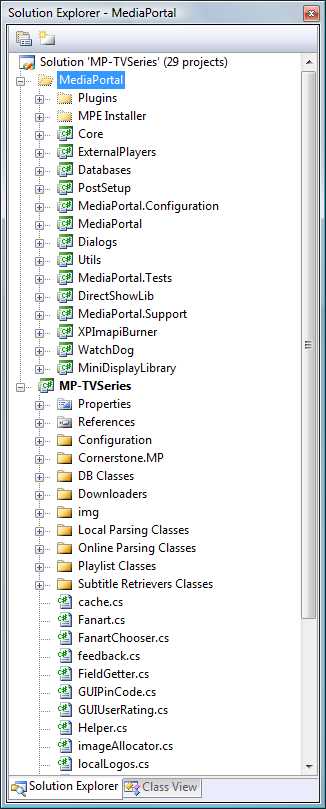 Solution Explorer - MediaPortal
Solution 'MP-TVSeries' (29 projects)
MediaPortal
Plugins
MPE Installer
Core
ExternalPlayers
Databases
PostSetup
MediaPortal.Configuration
MediaPortal
Dialogs
Utils
MediaPortal.Tests
DirectShowLib
MediaPortal.Support
XPImapiBurner
WatchDog
MiniDisplayLibrary
MP-TVSeries
Properties
References
Configuration
Cornerstone.MP
DB Classes
Downloaders
img
Local Parsing Classes
Online Parsing Classes
Playlist Classes
Subtitle Retrievers Classes
cache.cs
Fanart.cs
FanartChooser.cs
feedback.cs
FieldGetter.cs
GUIPinCode.cs
GUIUserRating.cs
Helper.cs
imageAllocator.cs
localLogos.cs
Solution Explorer Class View